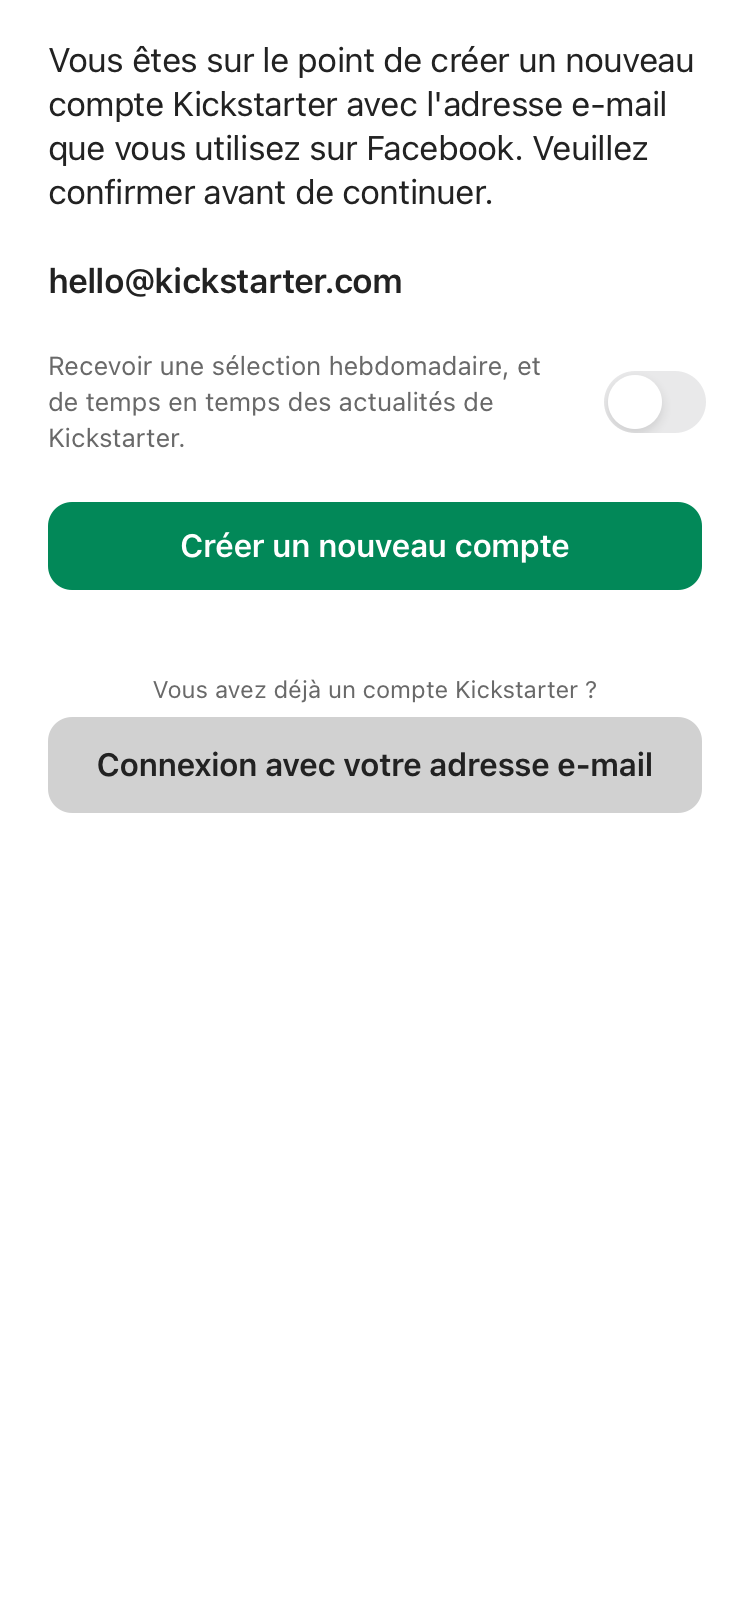 Vous êtes sur le point de créer un nouveau
compte Kickstarter avec l'adresse e-mail
que vous utilisez sur Facebook. Veuillez
confirmer avant de continuer.
hello@kickstarter.com
Recevoir une sélection hebdomadaire, et
de temps en temps des actualités de
Kickstarter.
Créer un nouveau compte
Vous avez déjà un compte Kickstarter ?
Connexion avec votre adresse e-mail